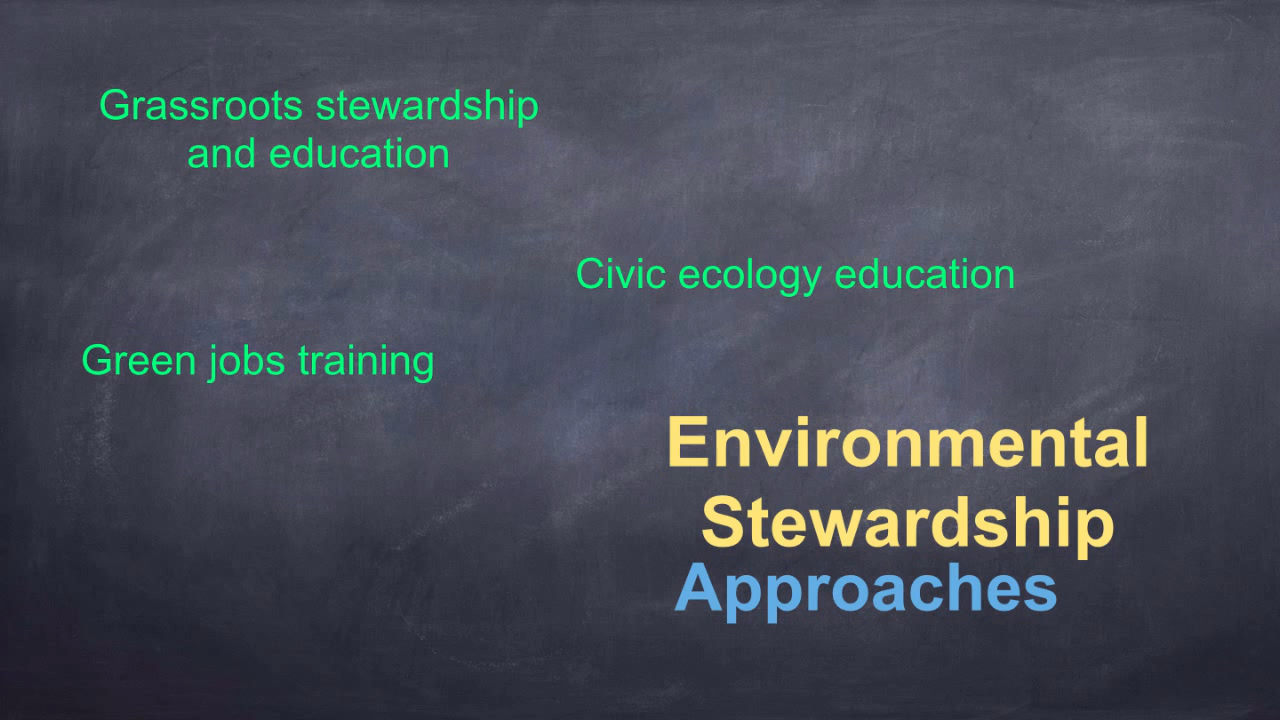 Grassroots stewardship
and education
Civic ecology education
Green jobs training
Environmental
Stewardship
Approaches